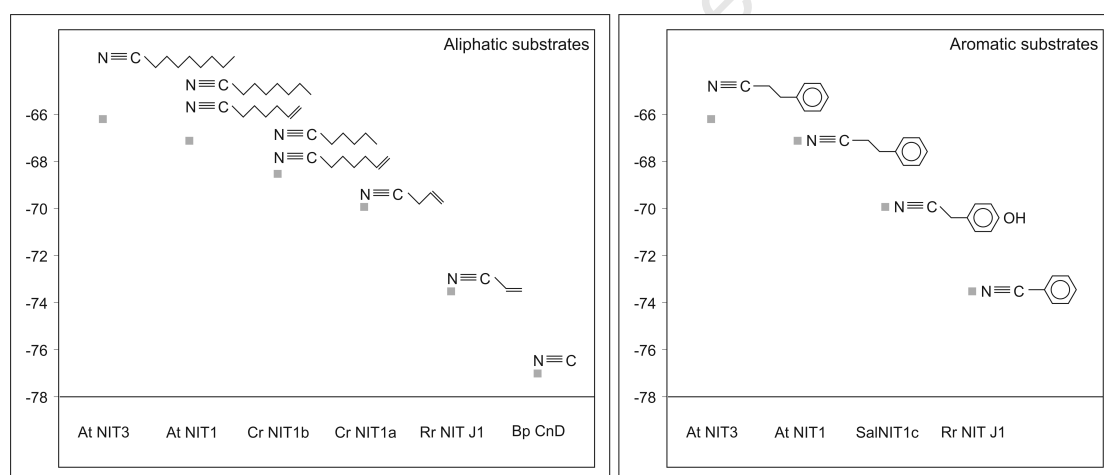 Aliphatic substrates
N≡C
N≡C
-66
N≡C
N≡C
-68
N≡C
N≡C
-70
-72
N≡C
-74
-76
N≡C
-78
At NIT3 At NIT1 Cr NIT1b Cr NIT1a Rr NIT J1 Bp CnD
Aromatic substrates
N≡C
-66
N≡C
-68
-70
N≡C OH
-72
-74
N≡C
-76
-78
At NIT3 At NIT1 SalNIT1c Rr NIT J1